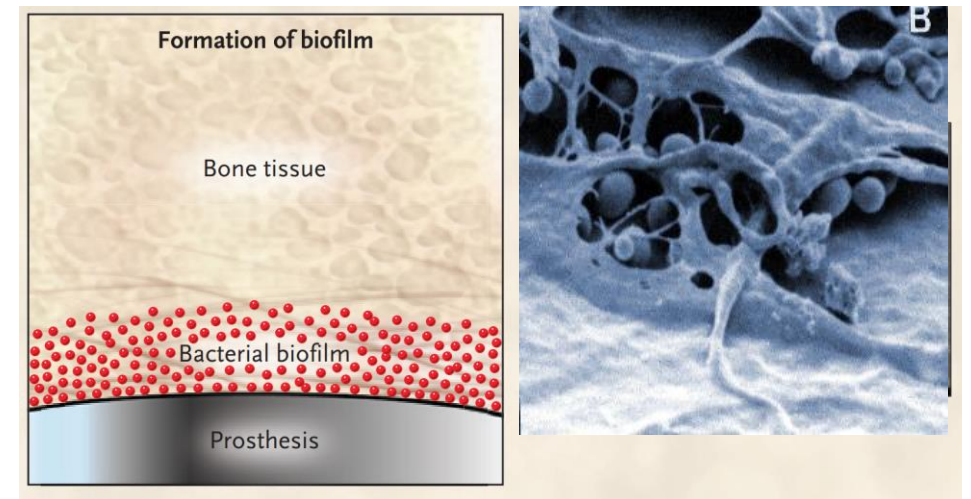 Formation of biofilm
B
Bone tissue
Bacterial biofilm
Prosthesis